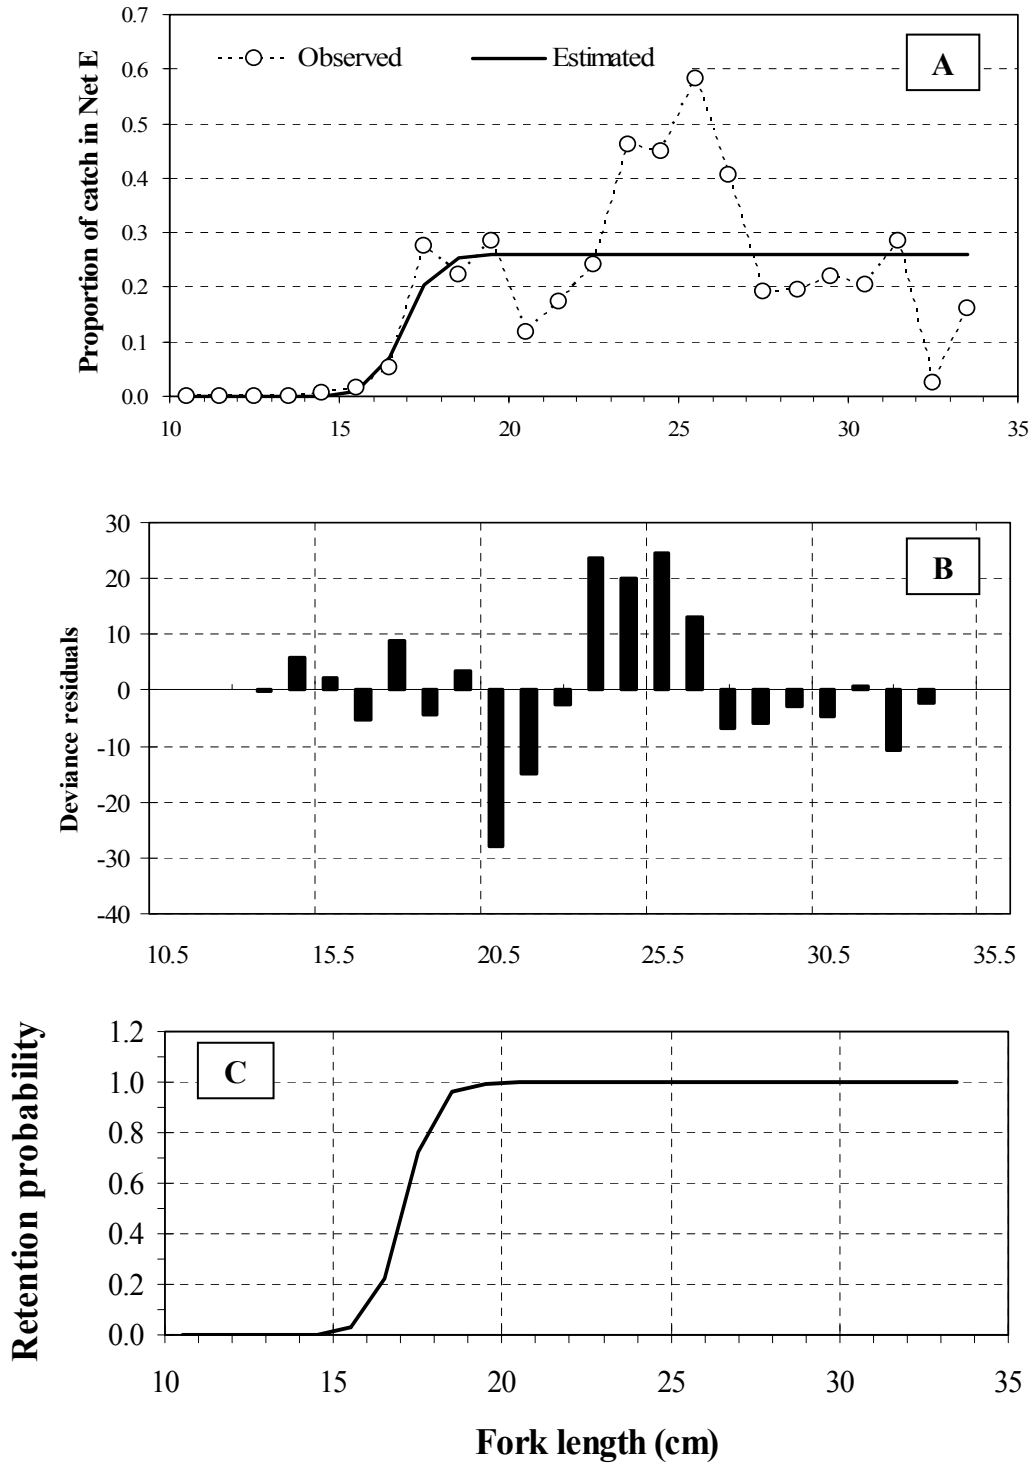 0.7
Observed
Estimated
A
0.6
0.5
0.4
0.3
0.2
0.1
0.0
Proportion of catch in Net E
10 15 20 25 30 35
30
B
20
10
0
-10
-20
-30
-40
Deviance residuals
10.5 15.5 20.5 25.5 30.5 35.5
1.2
C
1.0
0.8
0.6
0.4
0.2
0.0
Retention probability
10 15 20 25 30 35
Fork length (cm)